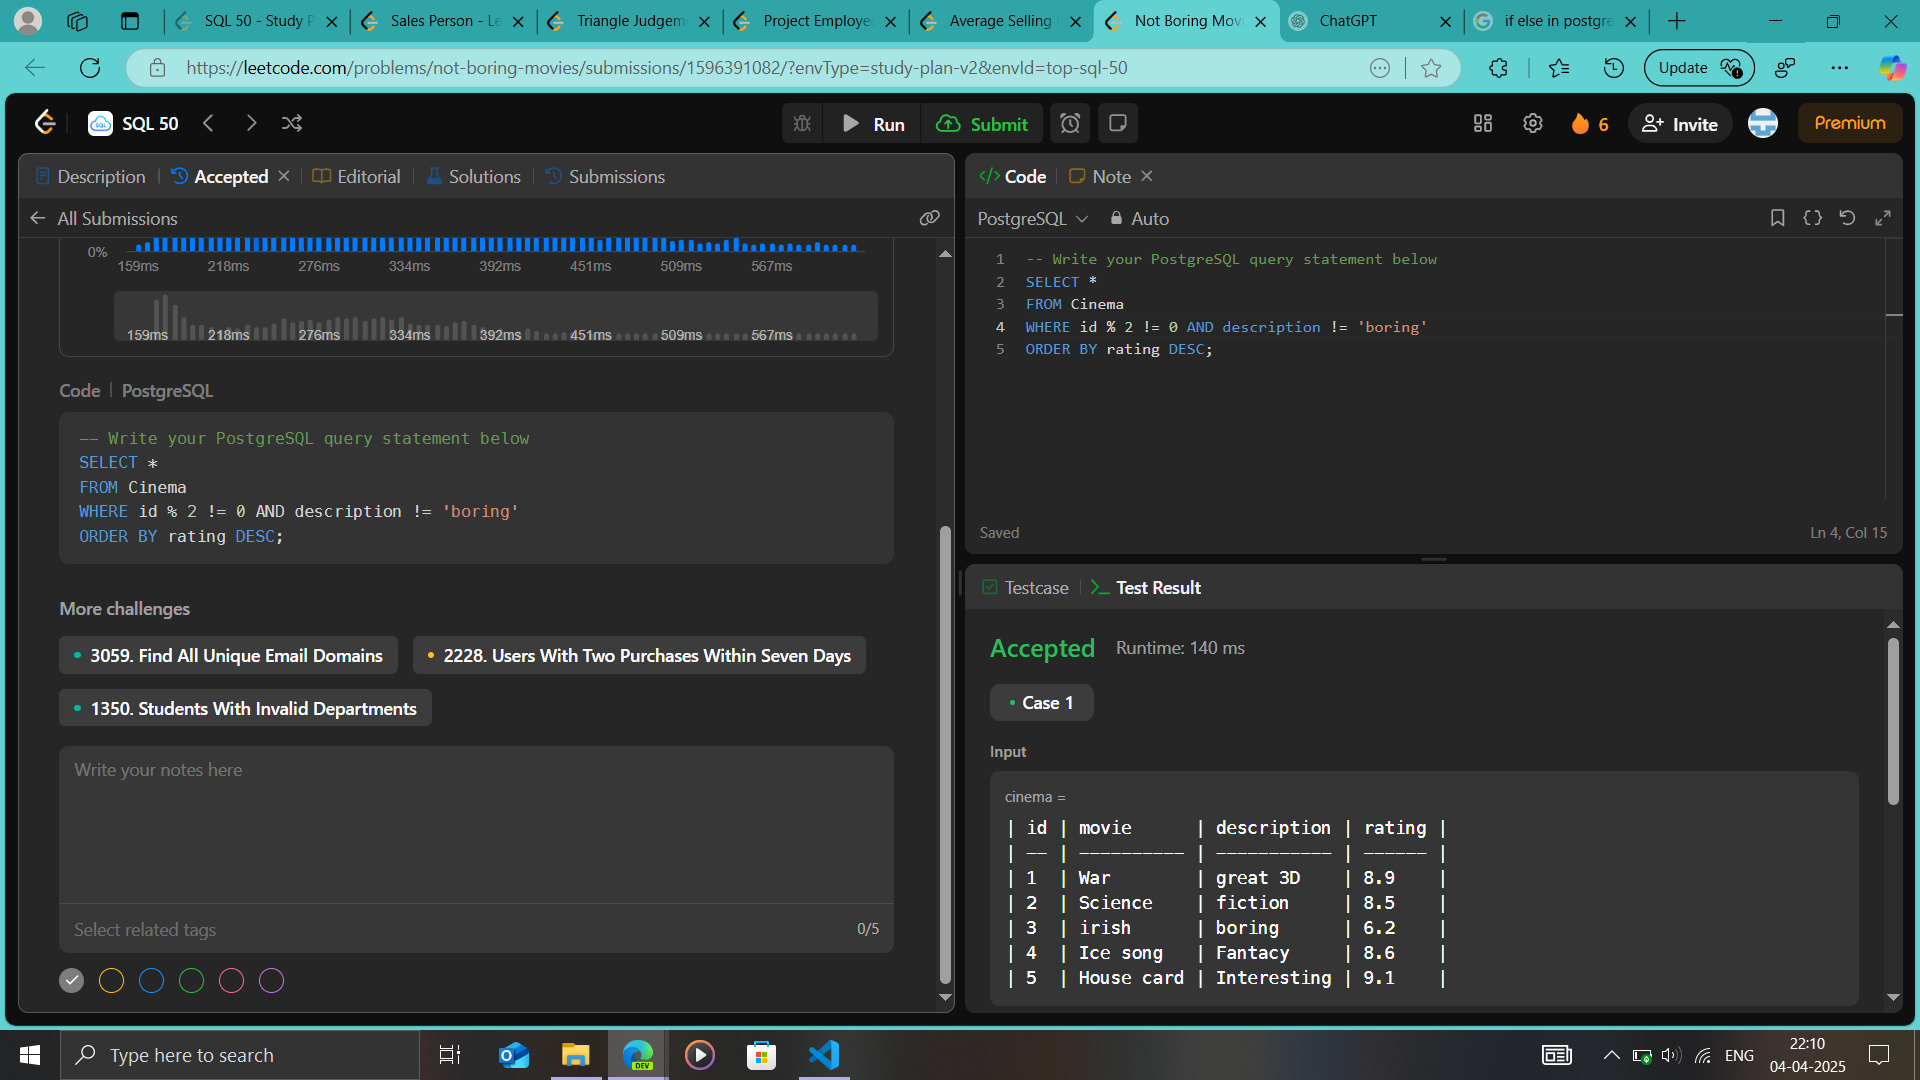 SQL 50 - Study P
Sales Person - Le
Triangle Judgeme
Project Employee
Average Selling
Not Boring Movi
ChatGPT
if else in postgre
https://leetcode.com/problems/not-boring-movies/submissions/1596391082/?envType=study-plan-v2&envId=top-sql-50
Update
SQL 50
Run
Submit
6
Invite
Premium
Description
Accepted
Editorial
Solutions
Submissions
All Submissions
0%
159ms 218ms 276ms 334ms 392ms 451ms 509ms 567ms
159ms 218ms 276ms 334ms 392ms 451ms 509ms 567ms
Code | PostgreSQL
-- Write your PostgreSQL query statement below
SELECT *
FROM Cinema
WHERE id % 2 != 0 AND description != 'boring'
ORDER BY rating DESC;
More challenges
3059. Find All Unique Email Domains
2228. Users With Two Purchases Within Seven Days
1350. Students With Invalid Departments
Write your notes here
Select related tags
0/5
</> Code
Note
PostgreSQL
Auto
1 -- Write your PostgreSQL query statement below
2 SELECT *
3 FROM Cinema
4 WHERE id % 2 != 0 AND description != 'boring'
5 ORDER BY rating DESC;
Saved
Ln 4, Col 15
Testcase
Test Result
Accepted
Runtime: 140 ms
Case 1
Input
cinema =
| id | movie | description | rating |
| -- | ---------- | ----------- | ------ |
| 1 | War | great 3D | 8.9 |
| 2 | Science | fiction | 8.5 |
| 3 | irish | boring | 6.2 |
| 4 | Ice song | Fantacy | 8.6 |
| 5 | House card | Interesting | 9.1 |
Type here to search
DEV
ENG
22:10
04-04-2025